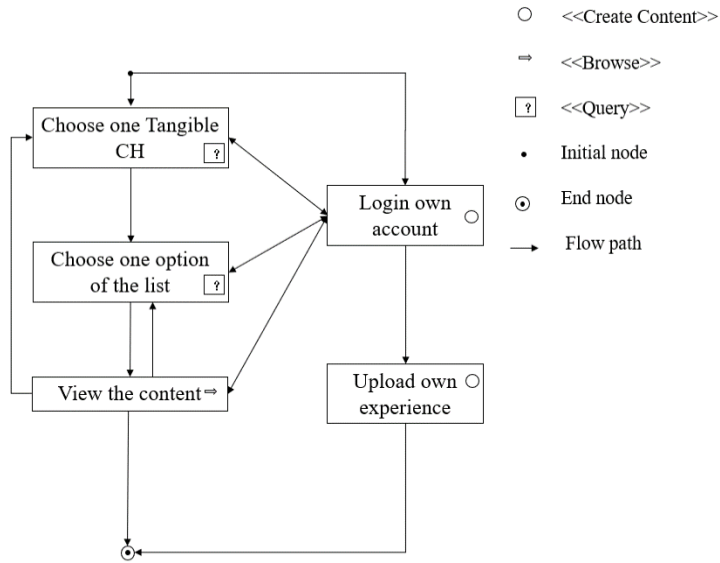 Choose one Tangible
CH
?
Choose one option
of the list
?
View the content
Login own
account
Upload own
experience
<<Create Content>>
<<Browse>>
? <<Query>>
Initial node
End node
Flow path